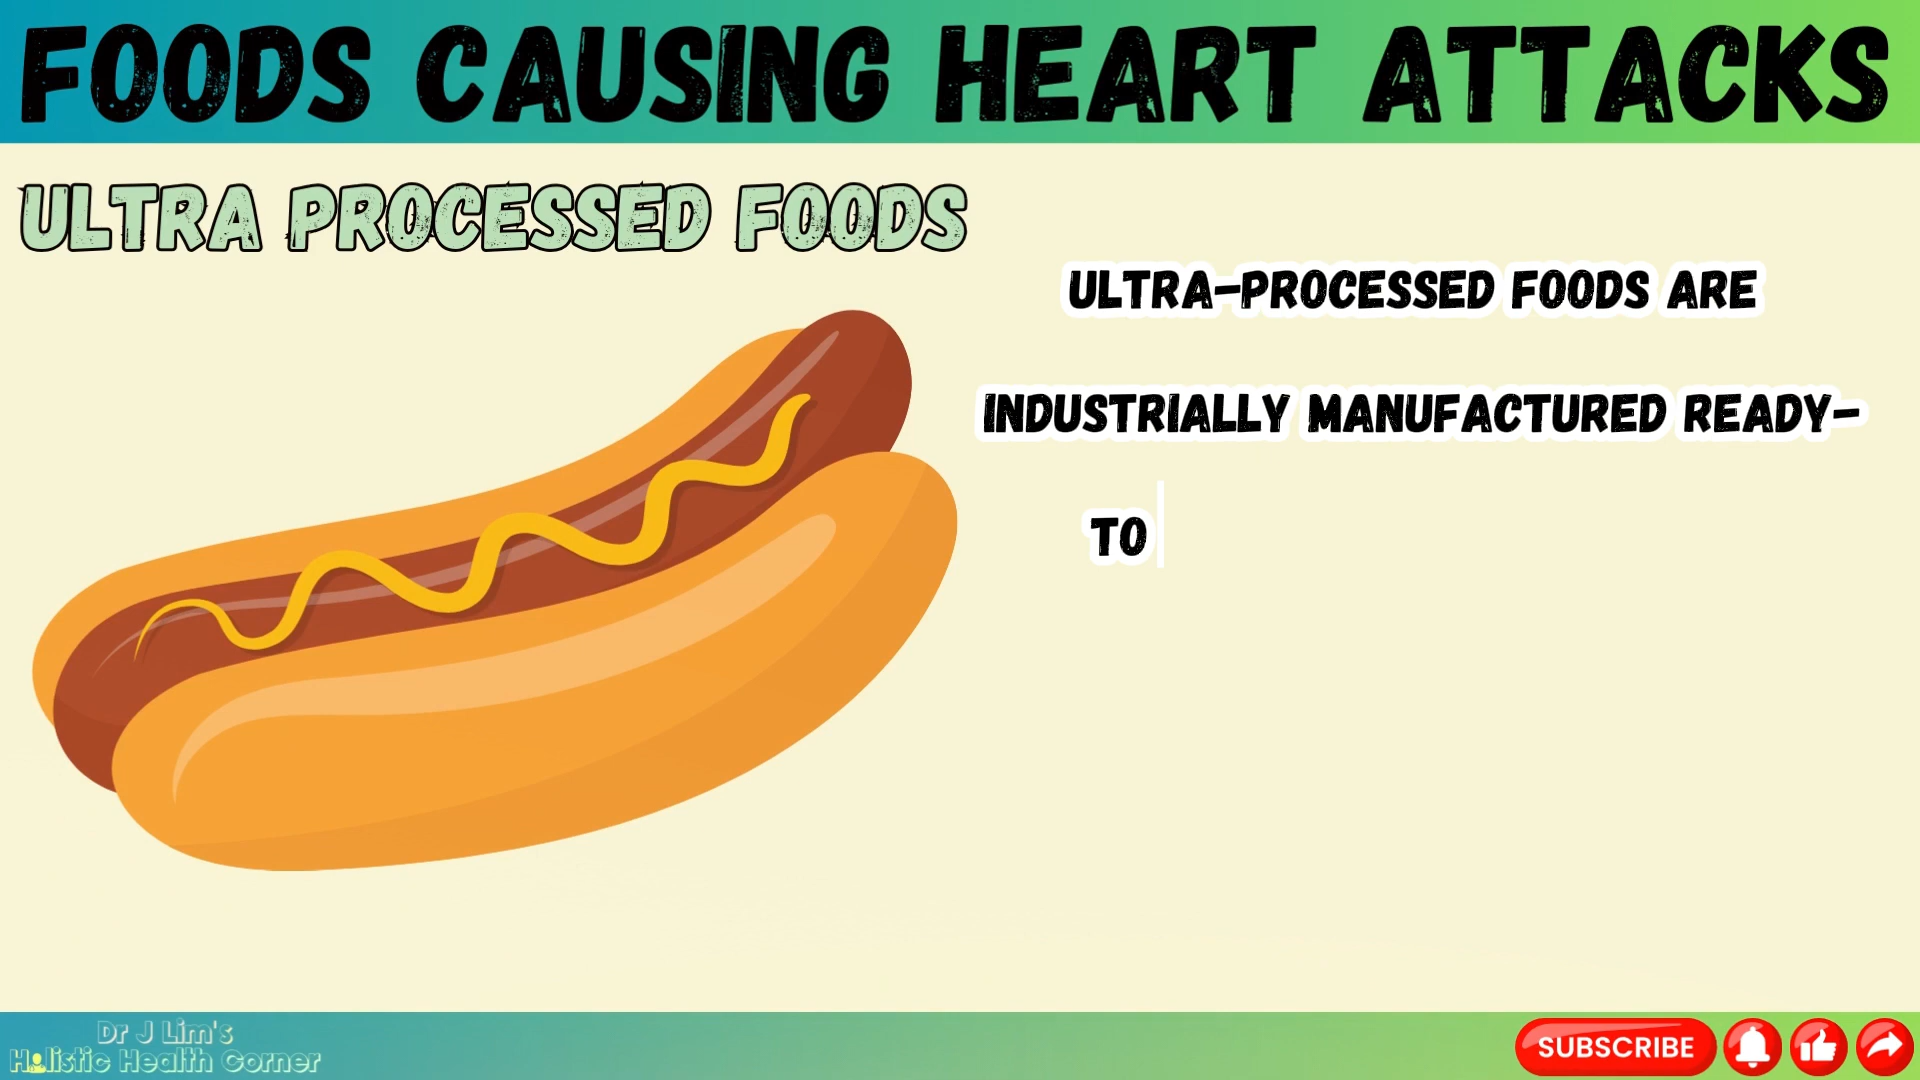 FOODS CAUSING HEART ATTACKS
ULTRA PROCESSED FOODS
ULTRA-PROCESSED FOODS ARE
INDUSTRIALLY MANUFACTURED READY-
TO
Dr J Lim's
Holistic Health Corner
SUBSCRIBE